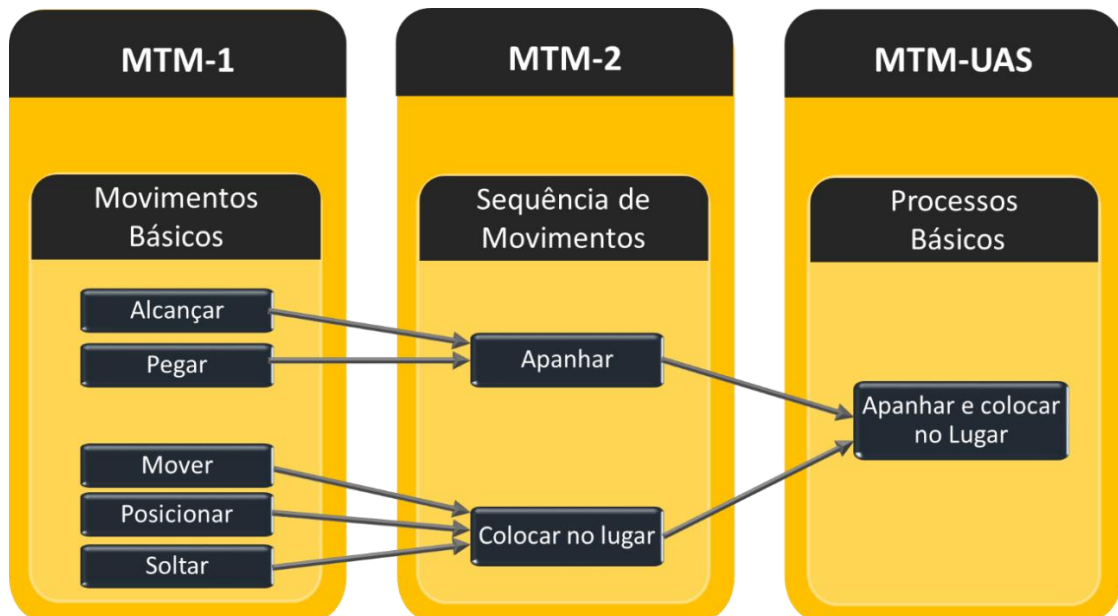 MTM-1
Movimentos
Básicos
Alcançar
Pegar
Mover
Posicionar
Soltar
MTM-2
Sequência de
Movimentos
Apanhar
Colocar no lugar
MTM-UAS
Processos
Básicos
Apanhar e colocar
no Lugar